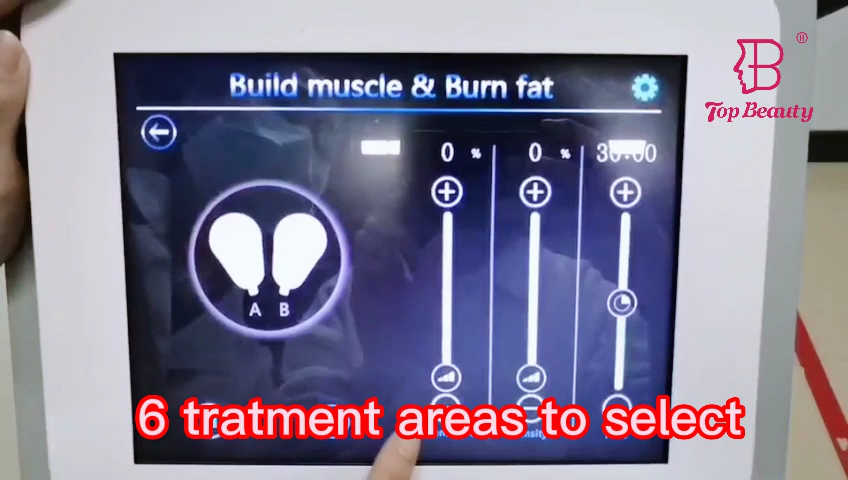 Build muscle & Burn fat
B
®
Top Beauty
0 %
0 %
30:00
A B
6 tratment areas to select